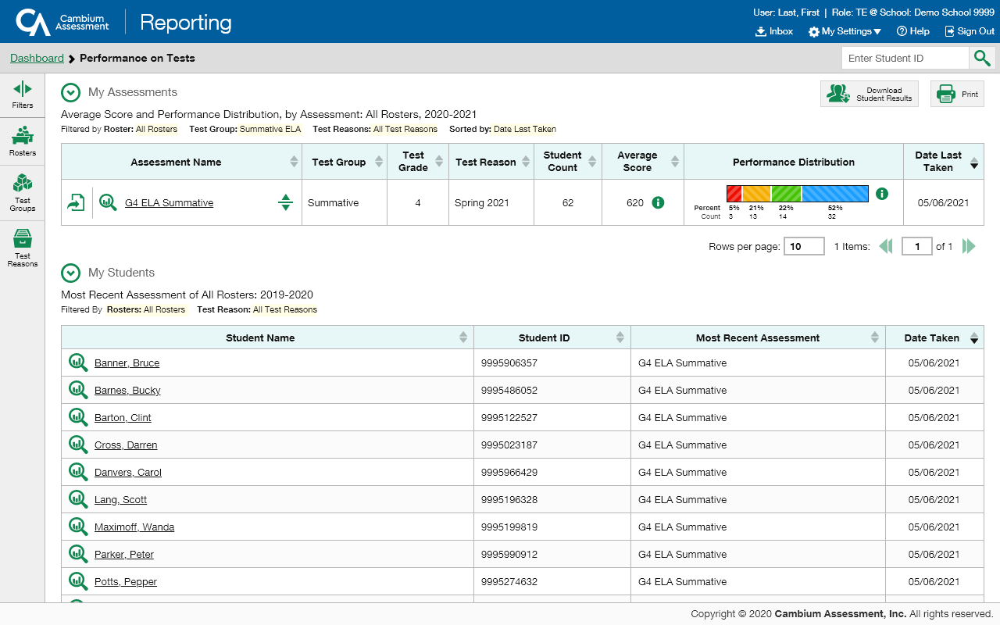 CA Cambium Assessment Reporting
User: Last, First | Role: TE @ School: Demo School 9999
Inbox My Settings Help Sign Out
Dashboard Performance on Tests
Enter Student ID
Filters
Rosters
Test Groups
Test Reasons
My Assessments
Download Student Results Print
Average Score and Performance Distribution, by Assessment: All Rosters, 2020-2021
Filtered by Roster: All Rosters Test Group: Summative ELA Test Reasons: All Test Reasons Sorted by: Date Last Taken
Assessment Name Test Group Test Grade Test Reason Student Count Average Score Performance Distribution Date Last Taken
G4 ELA Summative Summative 4 Spring 2021 62 620 05/06/2021
Percent 5% 21% 22% 52%
Count 3 13 14 32
Rows per page: 10 1 Items: 1 of 1
My Students
Most Recent Assessment of All Rosters: 2019-2020
Filtered By Rosters: All Rosters Test Reason: All Test Reasons
Student Name Student ID Most Recent Assessment Date Taken
Banner, Bruce 9995906357 G4 ELA Summative 05/06/2021
Barnes, Bucky 9995486052 G4 ELA Summative 05/06/2021
Barton, Clint 9995122527 G4 ELA Summative 05/06/2021
Cross, Darren 9995023187 G4 ELA Summative 05/06/2021
Danvers, Carol 9995966429 G4 ELA Summative 05/06/2021
Lang, Scott 9995196328 G4 ELA Summative 05/06/2021
Maximoff, Wanda 9995199819 G4 ELA Summative 05/06/2021
Parker, Peter 9995990912 G4 ELA Summative 05/06/2021
Potts, Pepper 9995274632 G4 ELA Summative 05/06/2021
Copyright © 2020 Cambium Assessment, Inc. All rights reserved.